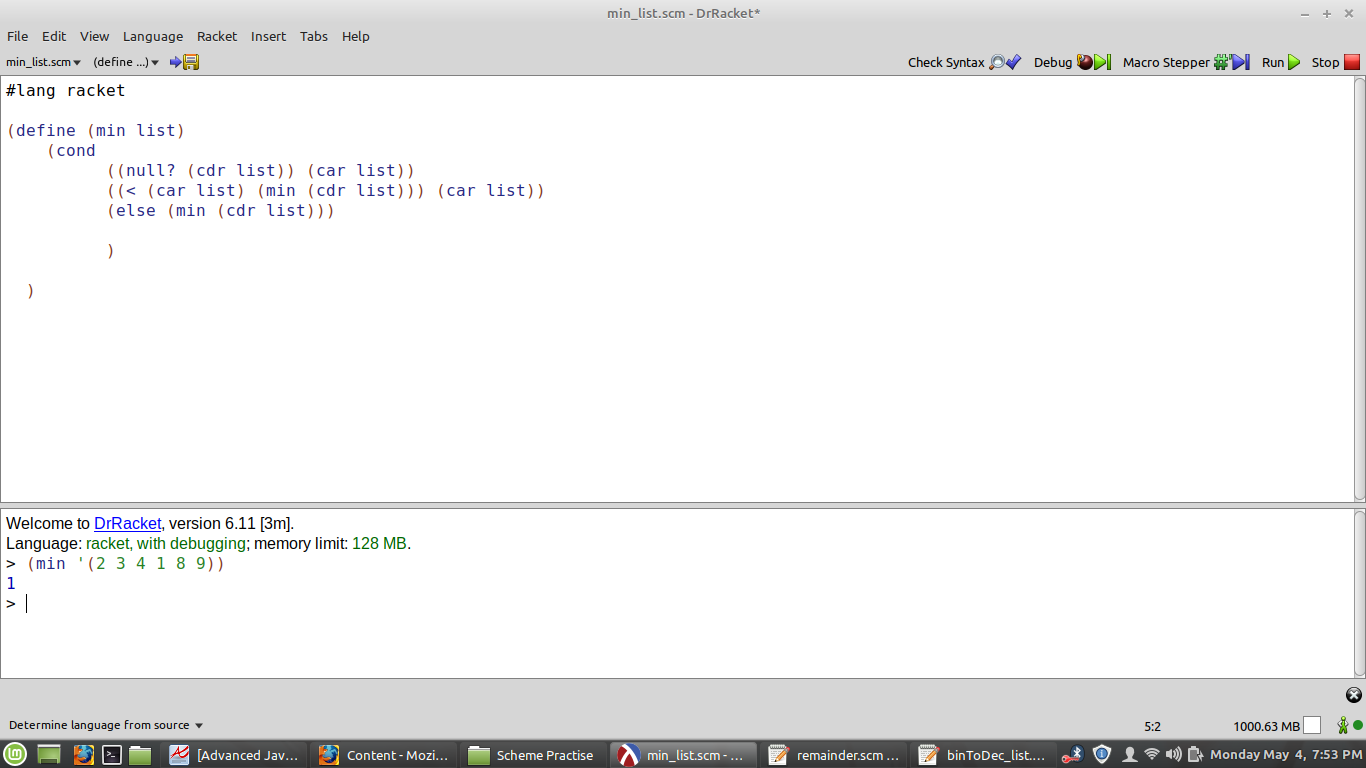 min_list.scm - DrRacket*
File Edit View Language Racket Insert Tabs Help
min_list.scm (define ...) Check Syntax Debug Macro Stepper Run Stop
#lang racket
(define (min list)
(cond
((null? (cdr list)) (car list))
((< (car list) (min (cdr list))) (car list))
(else (min (cdr list)))
)
)
Welcome to DrRacket, version 6.11 [3m].
Language: racket, with debugging; memory limit: 128 MB.
> (min '(2 3 4 1 8 9))
1
>
Determine language from source 5:2 1000.63 MB
[Advanced Jav... Content - Mozi... Scheme Practise min_list.scm - ... remainder.scm ... binToDec_list.... Monday May 4, 7:53 PM